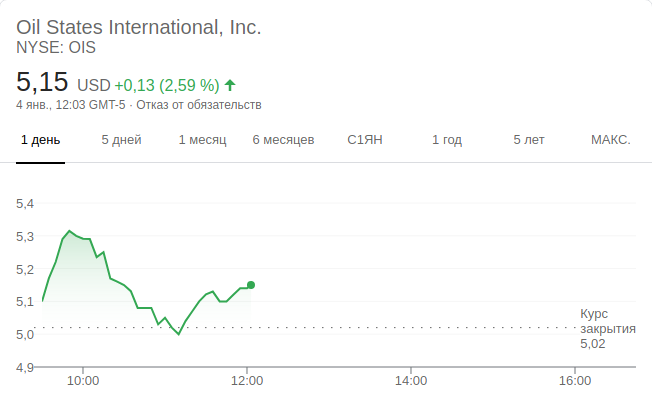 Oil States International, Inc.
NYSE: OIS
5,15 USD +0,13 (2,59 %)
4 янв., 12:03 GMT-5 · Отказ от обязательств
1 день 5 дней 1 месяц 6 месяцев С1ЯН 1 год 5 лет МАКС.
5,4
5,3
5,2
5,1
5,0
4,9
Курс
закрытия
5,02
10:00 12:00 14:00 16:00